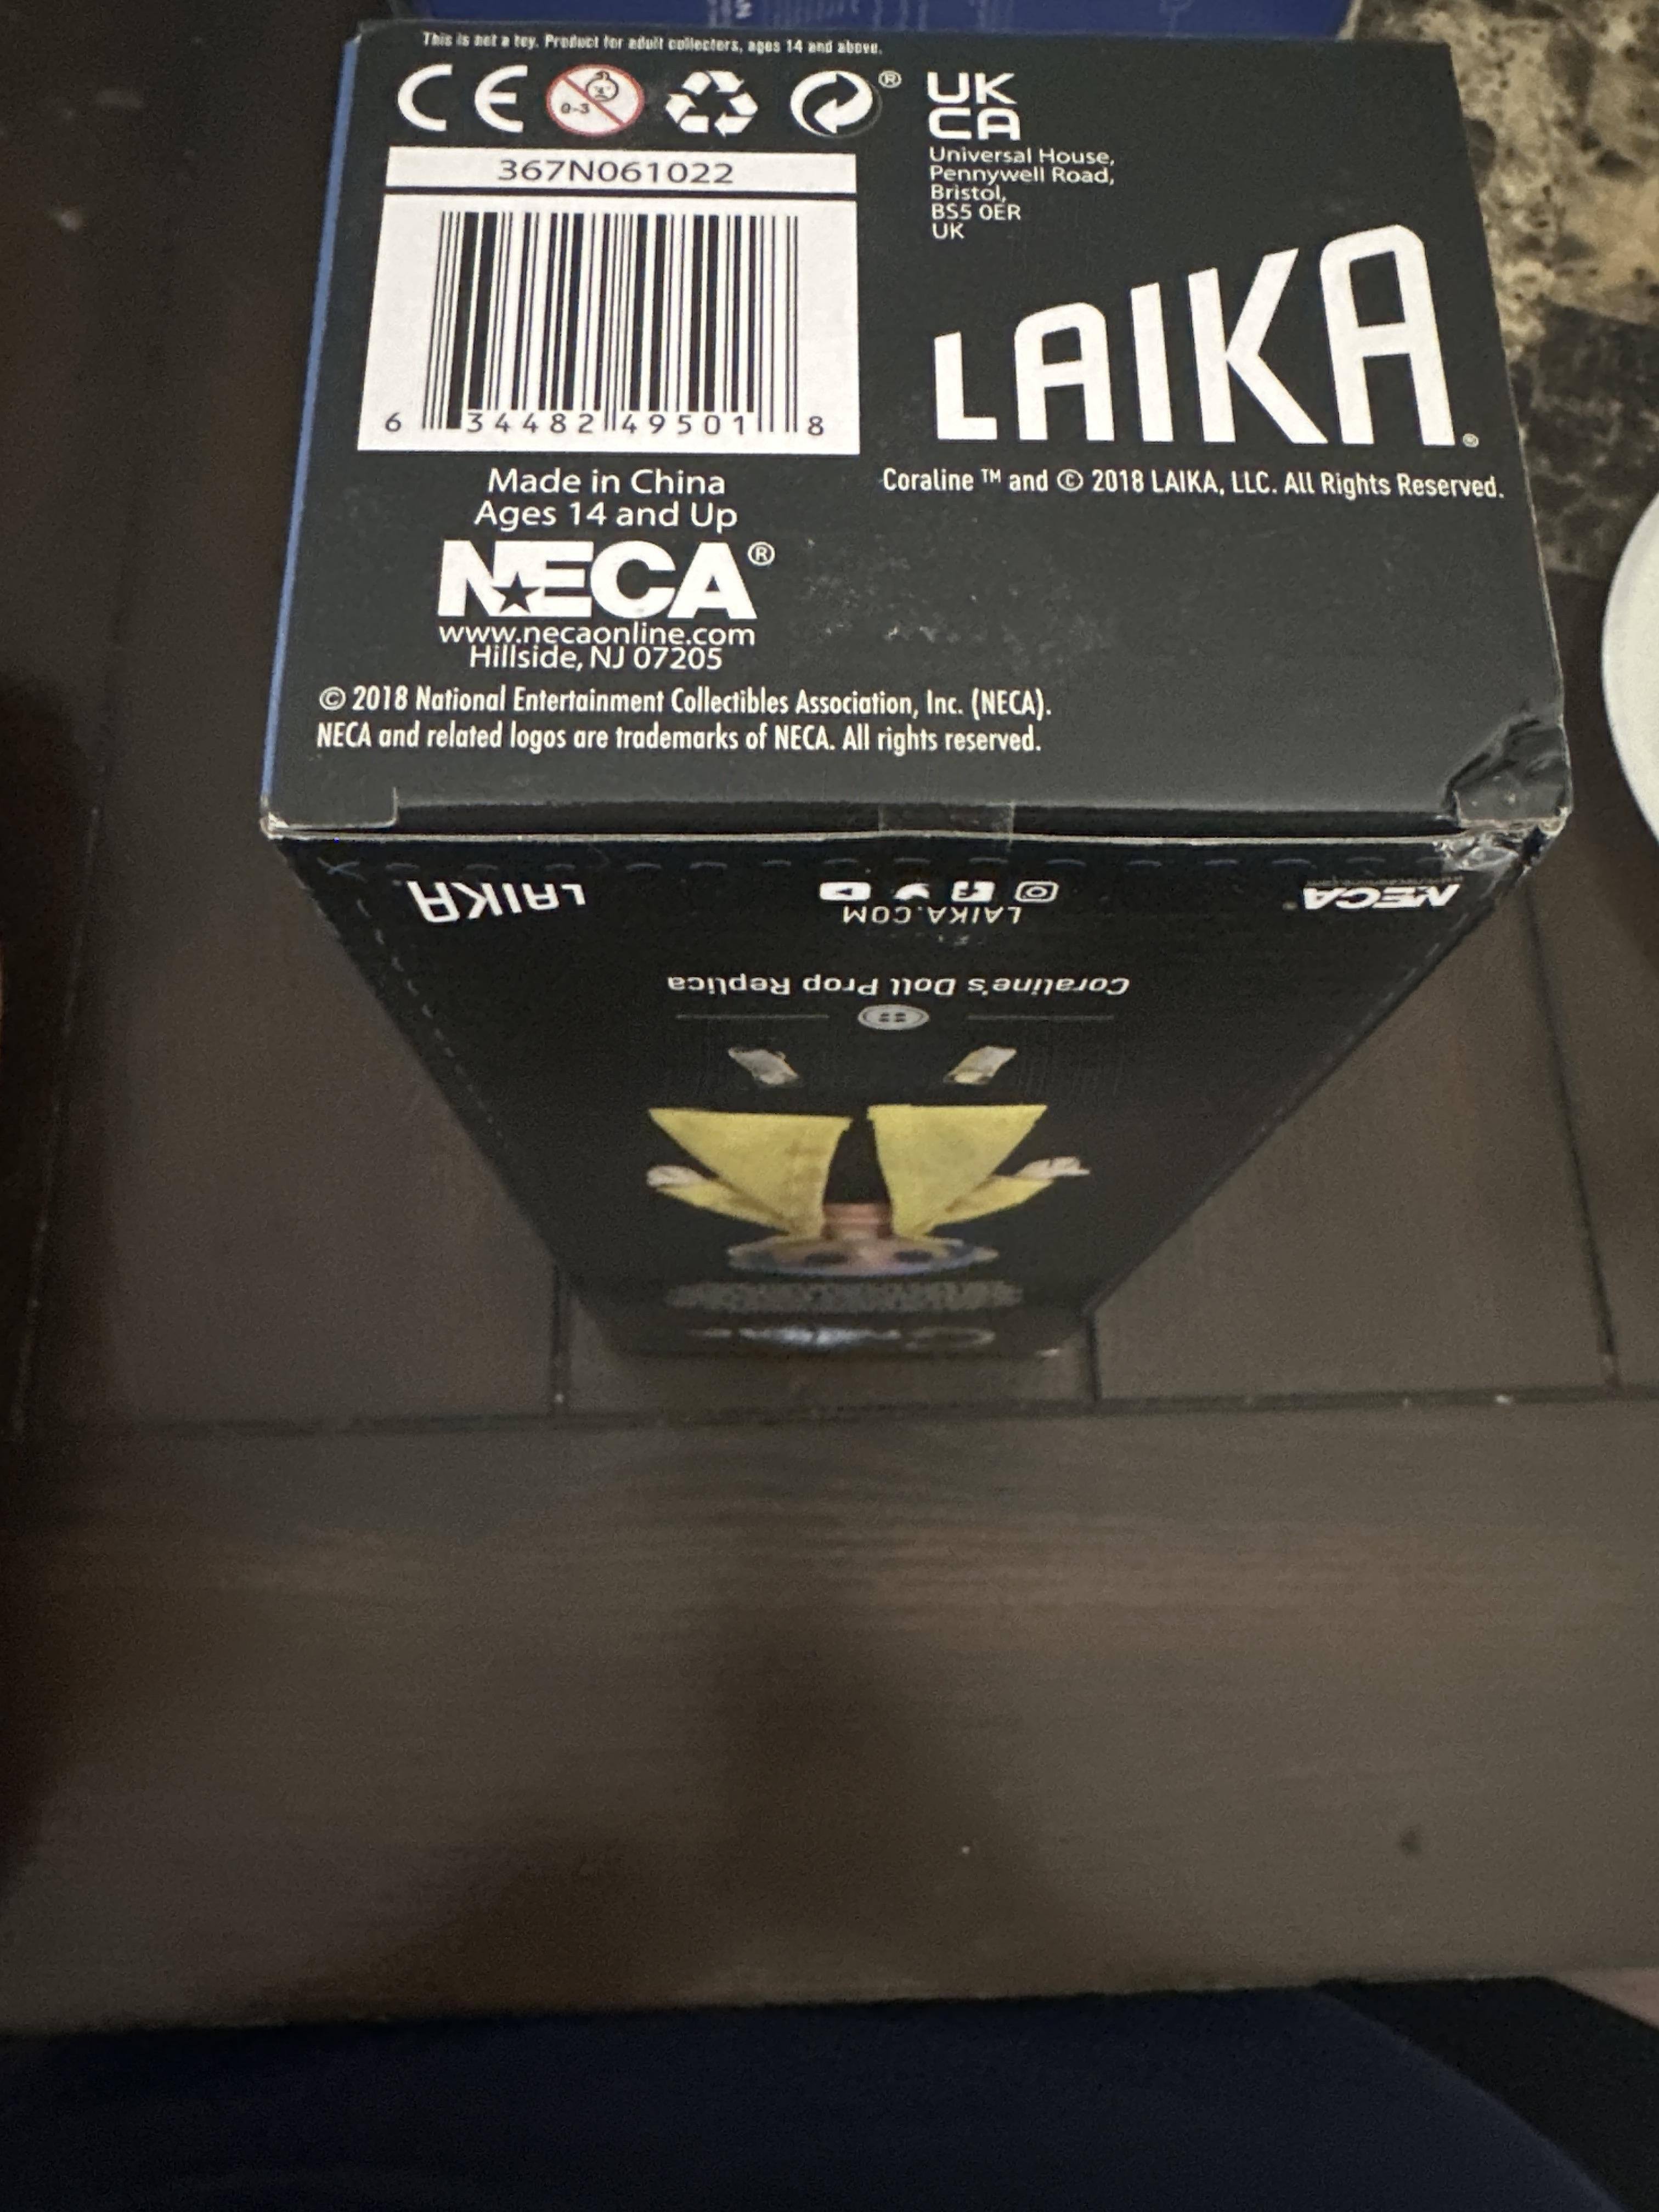 This is not a toy. Product for adult collectors, ages 14 and above.
CE
0-3
®
UK
CA
Universal House,
Pennywell Road,
Bristol,
BS5 0ER
UK
367N061022
6 34482 49501 8
LAIKA®
Made in China
Ages 14 and Up
Coraline ™ and © 2018 LAIKA, LLC. All Rights Reserved.
NECA®
www.necaonline.com
Hillside, NJ 07205
© 2018 National Entertainment Collectibles Association, Inc. (NECA).
NECA and related logos are trademarks of NECA. All rights reserved.
LAIKA.
LAIKA.COM
NECA®
Coraline's Doll Prop Replica